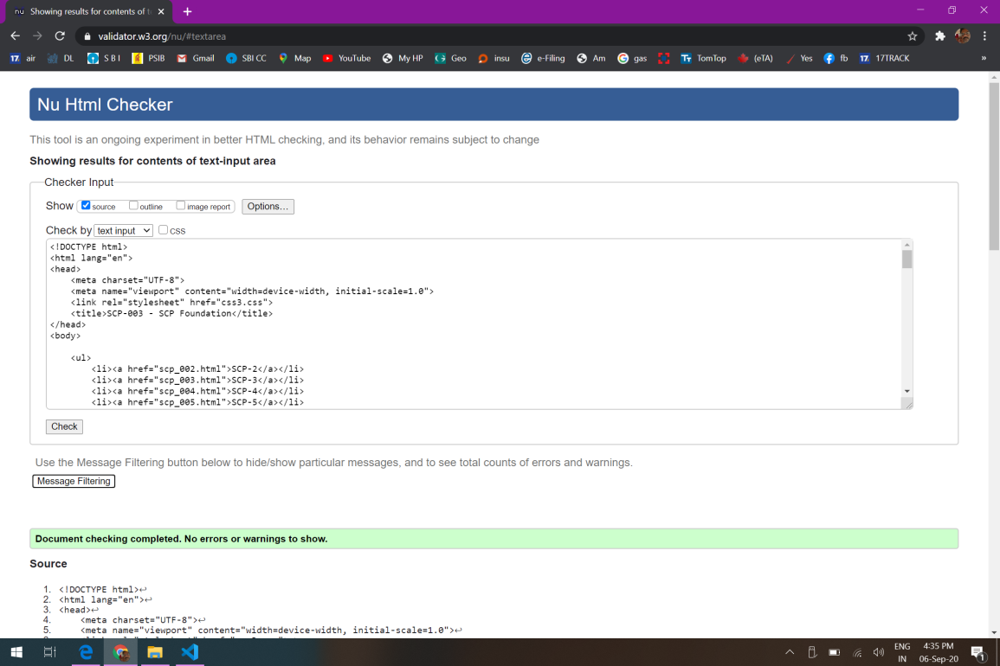 nu Showing results for contents of t
validator.w3.org/nu/#textarea
17. air DL S B I PSIB Gmail SBI CC Map YouTube My HP Geo insu e-Filing Am gas TomTop (eTA) Yes fb 17. 17TRACK »
Nu Html Checker
This tool is an ongoing experiment in better HTML checking, and its behavior remains subject to change
Showing results for contents of text-input area
Checker Input
Show source outline image report Options…
Check by text input css
<!DOCTYPE html>
<html lang="en">
<head>
<meta charset="UTF-8">
<meta name="viewport" content="width=device-width, initial-scale=1.0">
<link rel="stylesheet" href="css3.css">
<title>SCP-003 - SCP Foundation</title>
</head>
<body>
<ul>
<li><a href="scp_002.html">SCP-2</a></li>
<li><a href="scp_003.html">SCP-3</a></li>
<li><a href="scp_004.html">SCP-4</a></li>
<li><a href="scp_005.html">SCP-5</a></li>
Check
Use the Message Filtering button below to hide/show particular messages, and to see total counts of errors and warnings.
Message Filtering
Document checking completed. No errors or warnings to show.
Source
1. <!DOCTYPE html>↩
2. <html lang="en">↩
3. <head>↩
4. <meta charset="UTF-8">↩
5. <meta name="viewport" content="width=device-width, initial-scale=1.0">↩
ENG 4:35 PM
IN 06-Sep-20 1